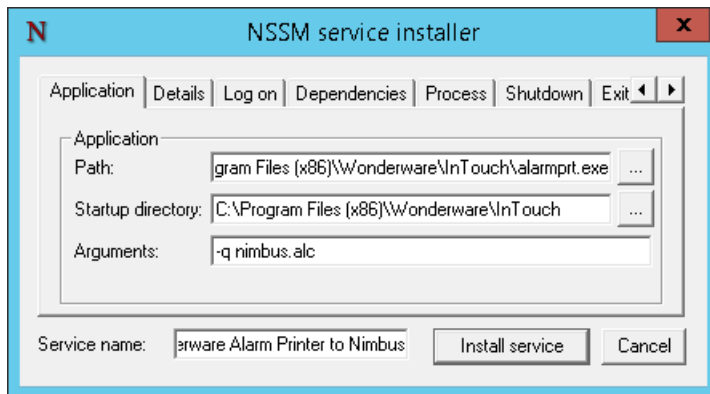 N NSSM service installer x
Application Details Log on Dependencies Process Shutdown Exit
Application
Path: gram Files (x86)\Wonderware\InTouch\alarmprt.exe ...
Startup directory: C:\Program Files (x86)\Wonderware\InTouch ...
Arguments: -q nimbus.alc
Service name: erware Alarm Printer to Nimbus Install service Cancel